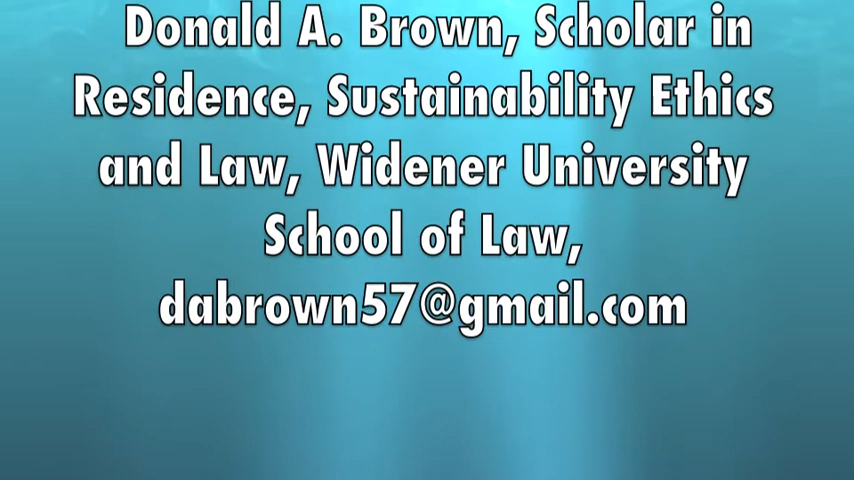 Donald A. Brown, Scholar in
Residence, Sustainability Ethics
and Law, Widener University
School of Law,
dabrown57@gmail.com